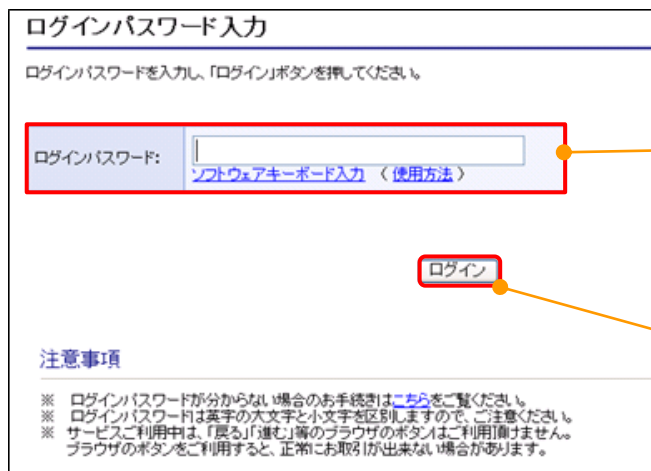 ログインパスワード入力
ログインパスワードを入力し、「ログイン」ボタンを押してください。
ログインパスワード:
ソフトウェアキーボード入力 （使用方法）
ログイン
注意事項
※ ログインパスワードが分からない場合のお手続きはこちらをご覧ください。
※ ログインパスワードは英字の大文字と小文字を区別しますので、ご注意ください。
※ サービスご利用中は、「戻る」「進む」等のブラウザのボタンはご利用頂けません。
ブラウザのボタンをご利用すると、正常にお取引が出来ない場合があります。